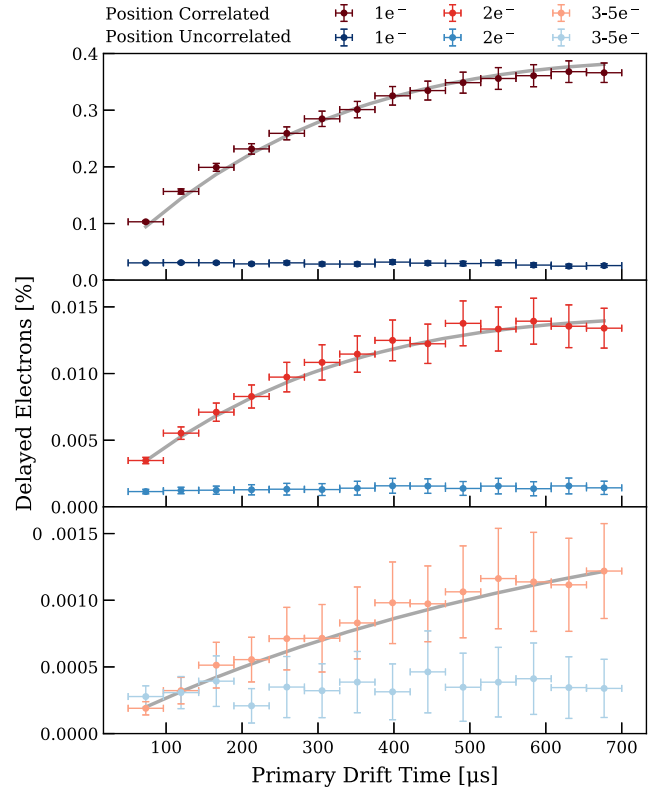 Position Correlated 1e⁻ 2e⁻ 3-5e⁻
Position Uncorrelated 1e⁻ 2e⁻ 3-5e⁻
0.4
0.3
0.2
0.1
0.0
0.015
0.010
0.005
0.000
0 .0015
0.0010
0.0005
0.0000
Delayed Electrons [%]
100 200 300 400 500 600 700
Primary Drift Time [μs]